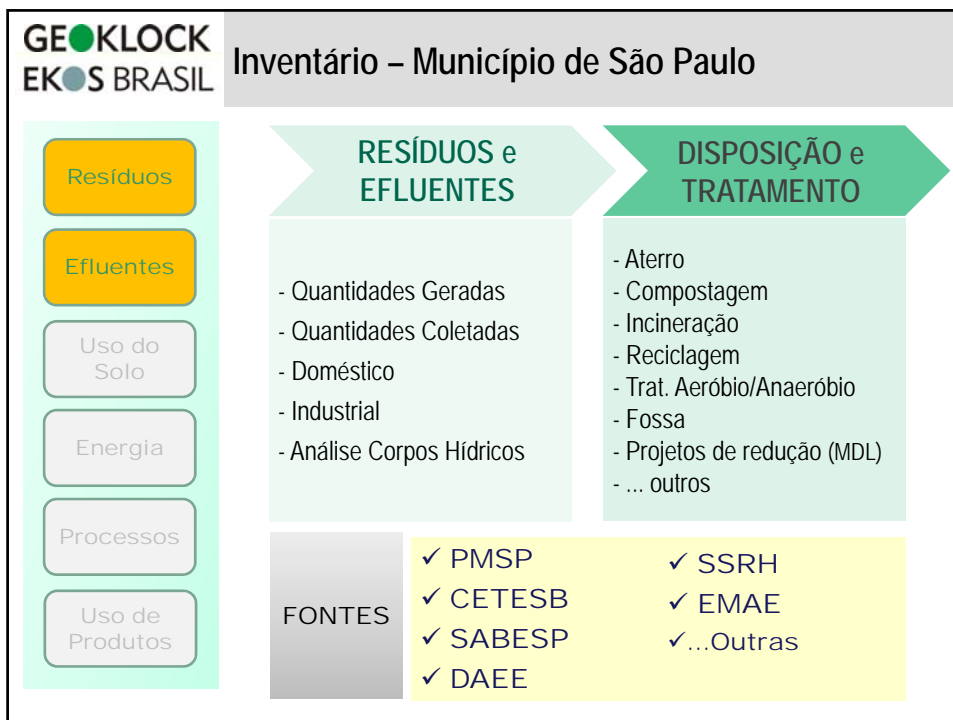 GEOKLOCK
EKOS BRASIL
Inventário – Município de São Paulo
Resíduos
Efluentes
Uso do
Solo
Energia
Processos
Uso de
Produtos
RESÍDUOS e
EFLUENTES
- Quantidades Geradas
- Quantidades Coletadas
- Doméstico
- Industrial
- Análise Corpos Hídricos
DISPOSIÇÃO e
TRATAMENTO
- Aterro
- Compostagem
- Incineração
- Reciclagem
- Trat. Aeróbio/Anaeróbio
- Fossa
- Projetos de redução (MDL)
- ... outros
FONTES
✓ PMSP
✓ CETESB
✓ SABESP
✓ DAEE
✓ SSRH
✓ EMAE
✓ ...Outras